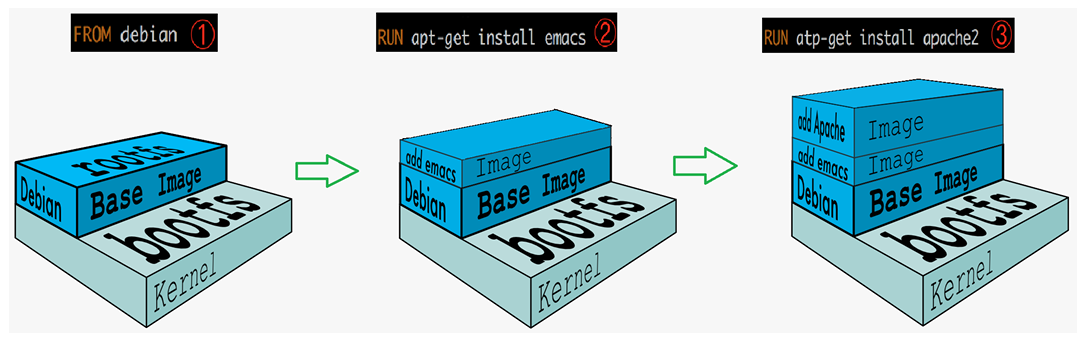 FROM debian ①
RUN apt-get install emacs ②
RUN atp-get install apache2 ③
rootfs
Debian
Base Image
bootfs
Kernel
add emacs
Image
Debian
Base Image
bootfs
Kernel
add Apache
Image
add emacs
Image
Debian
Base Image
bootfs
Kernel